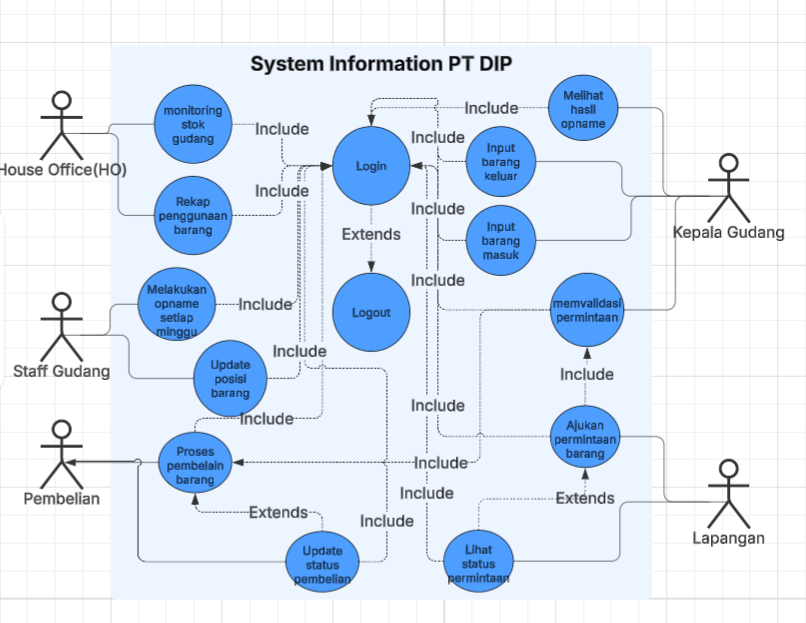 System Information PT DIP
monitoring
stok
gudang
Include
Include
Melihat
hasil
opname
Include
Input
barang
keluar
Login
House Office(HO)
Include
Rekap
penggunaan
barang
Include
Input
barang
masuk
Kepala Gudang
Extends
Melakukan
opname
setiap
minggu
Include
Include
Logout
memvalidasi
permintaan
Staff Gudang
Include
Update
posisi
barang
Include
Include
Include
Ajukan
permintaan
barang
Proses
pembelain
barang
Include
Pembelian
Include
Extends
Extends
Include
Lapangan
Update
status
pembelian
Lihat
status
permintaan